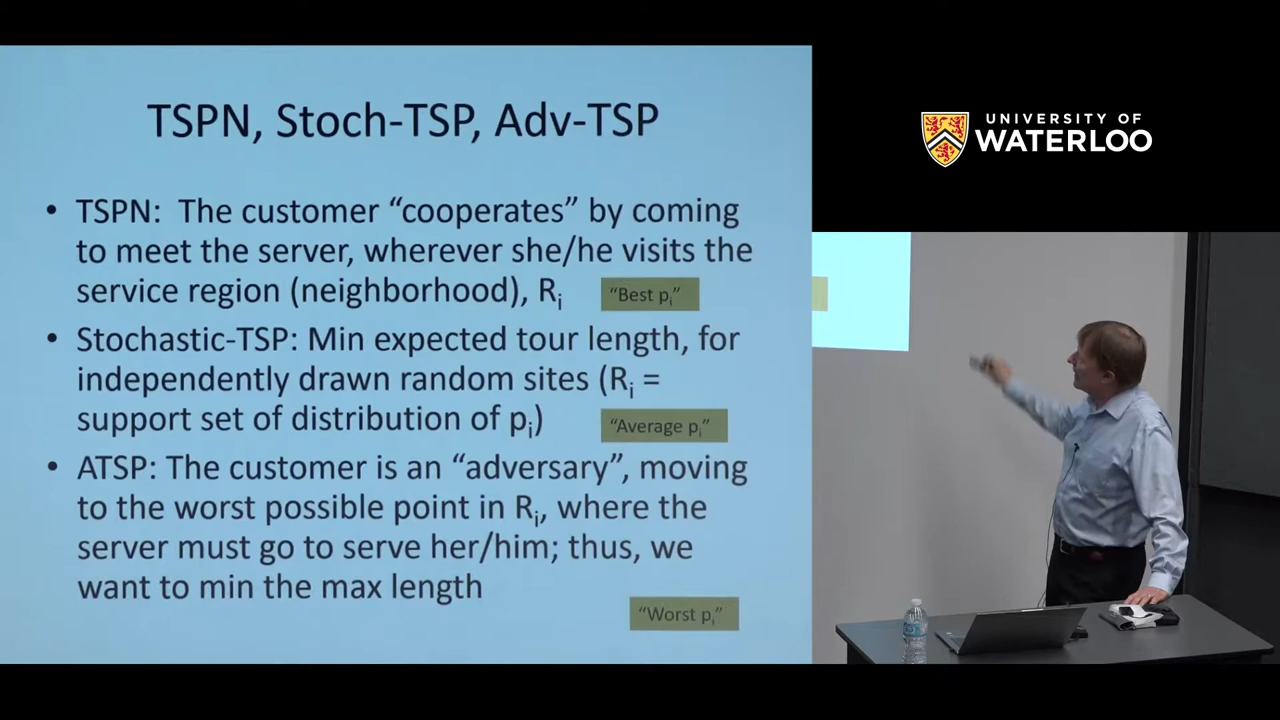 TSPN, Stoch-TSP, Adv-TSP
• TSPN: The customer “cooperates” by coming
to meet the server, wherever she/he visits the
service region (neighborhood), Ri
“Best pi”
• Stochastic-TSP: Min expected tour length, for
independently drawn random sites (Ri =
support set of distribution of pi)
“Average pi”
• ATSP: The customer is an “adversary”, moving
to the worst possible point in Ri, where the
server must go to serve her/him; thus, we
want to min the max length
“Worst pi”
UNIVERSITY OF
WATERLOO